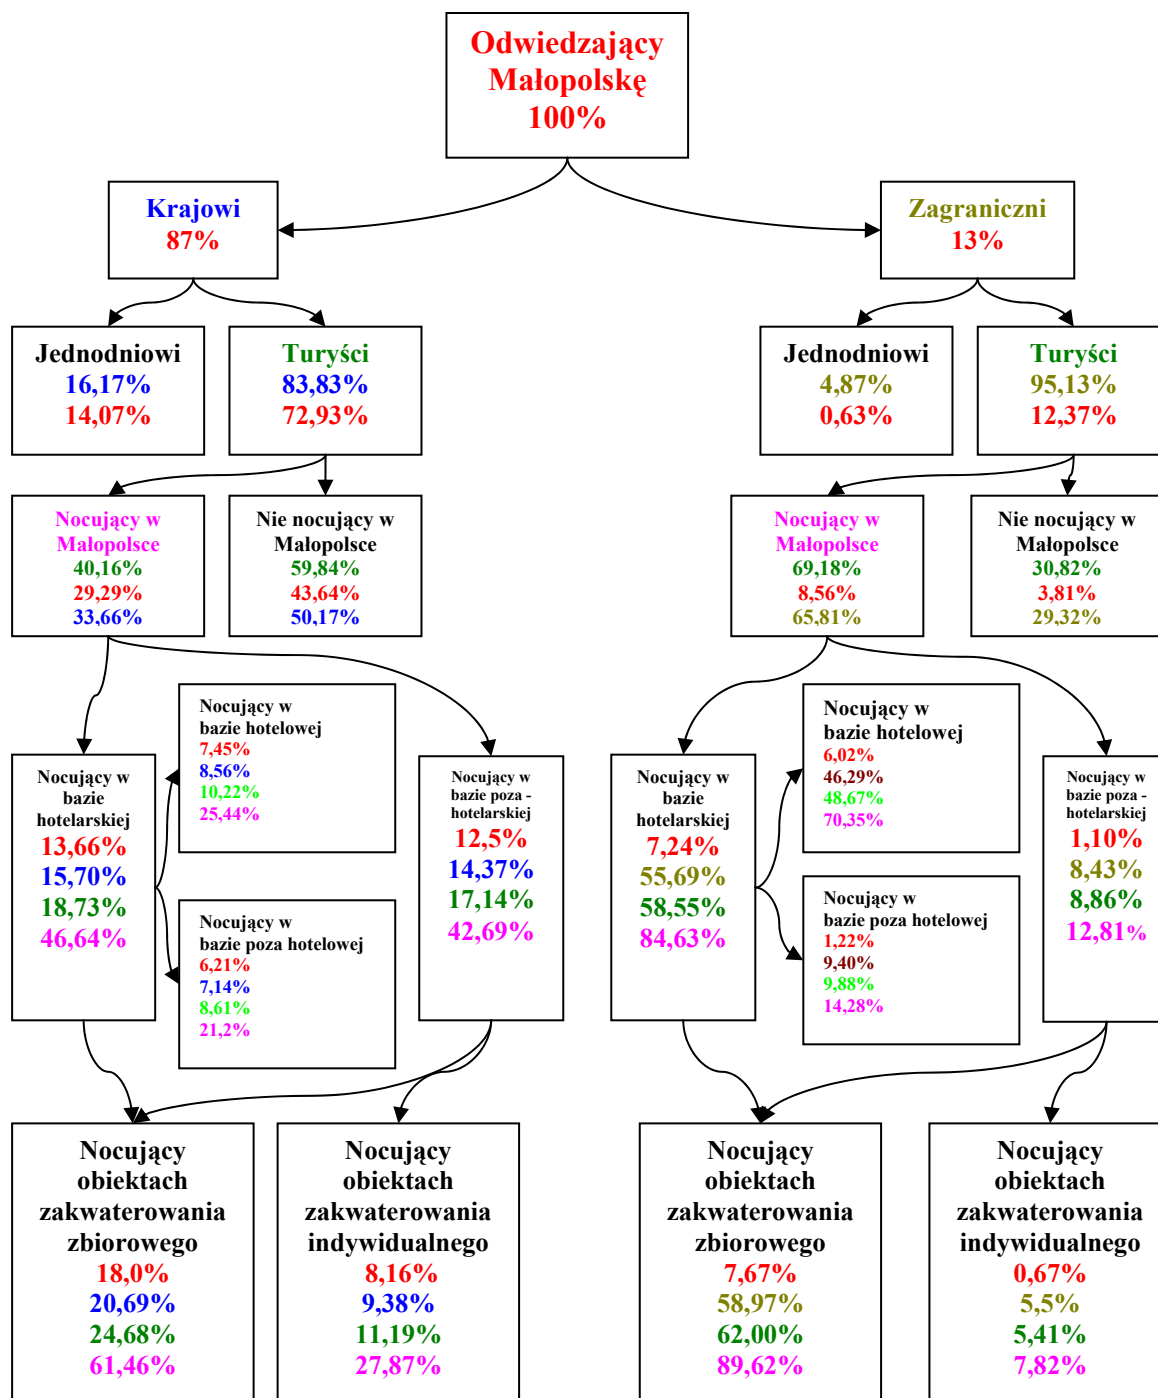 Odwiedzający
Małopolskę
100%
Krajowi
87%
Zagraniczni
13%
Jednodniowi
16,17%
14,07%
Turyści
83,83%
72,93%
Jednodniowi
4,87%
0,63%
Turyści
95,13%
12,37%
Nocujący w
Małopolsce
40,16%
29,29%
33,66%
Nie nocujący w
Małopolsce
59,84%
43,64%
50,17%
Nocujący w
Małopolsce
69,18%
8,56%
65,81%
Nie nocujący w
Małopolsce
30,82%
3,81%
29,32%
Nocujący w
bazie
hotelarskiej
13,66%
15,70%
18,73%
46,64%
Nocujący w
bazie hotelowej
7,45%
8,56%
10,22%
25,44%
Nocujący w
bazie poza hotelowej
6,21%
7,14%
8,61%
21,2%
Nocujący w
bazie poza -
hotelarskiej
12,5%
14,37%
17,14%
42,69%
Nocujący w
bazie
hotelarskiej
7,24%
55,69%
58,55%
84,63%
Nocujący w
bazie hotelowej
6,02%
46,29%
48,67%
70,35%
Nocujący w
bazie poza hotelowej
1,22%
9,40%
9,88%
14,28%
Nocujący w
bazie poza -
hotelarskiej
1,10%
8,43%
8,86%
12,81%
Nocujący
obiektach
zakwaterowania
zbiorowego
18,0%
20,69%
24,68%
61,46%
Nocujący
obiektach
zakwaterowania
indywidualnego
8,16%
9,38%
11,19%
27,87%
Nocujący
obiektach
zakwaterowania
zbiorowego
7,67%
58,97%
62,00%
89,62%
Nocujący
obiektach
zakwaterowania
indywidualnego
0,67%
5,5%
5,41%
7,82%